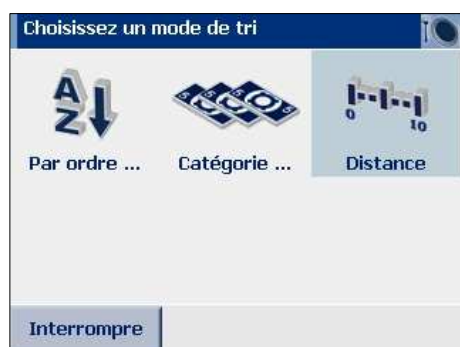 Choisissez un mode de tri
A
Z
0
10
Par ordre ...
Catégorie ...
Distance
Interrompre